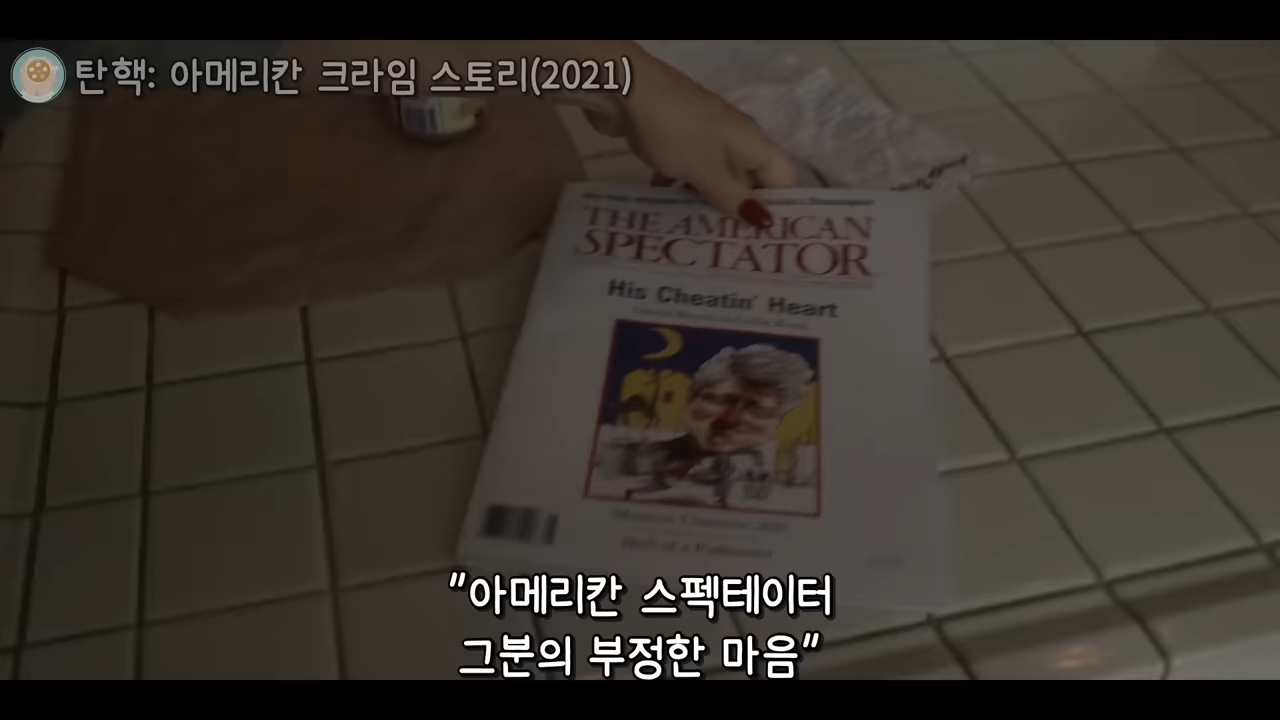 탄핵: 아메리칸 크라임 스토리(2021)
THE AMERICAN
SPECTATOR
His Cheatin' Heart
"아메리칸 스펙테이터
그분의 부정한 마음"